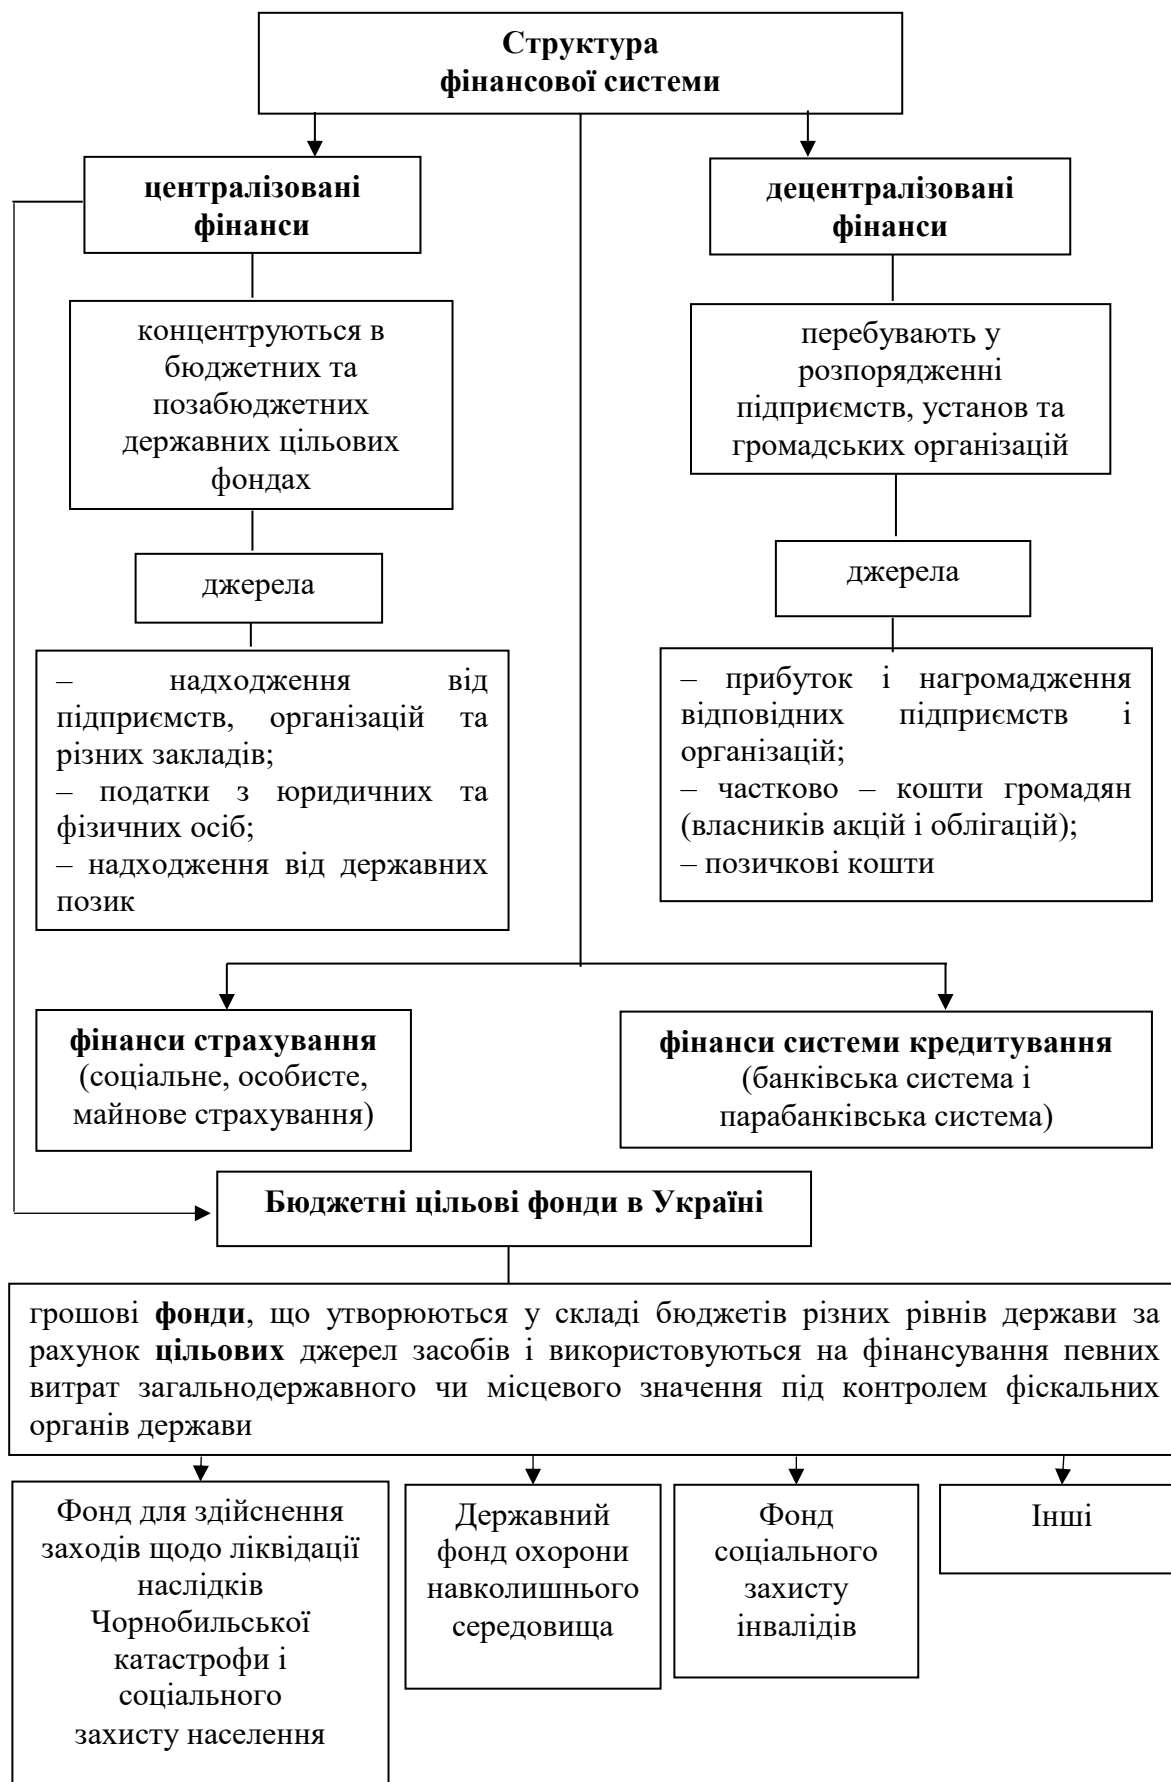 Структура
фінансової системи
централізовані
фінанси
децентралізовані
фінанси
концентруються в
бюджетних та
позабюджетних
державних цільових
фондах
перебувають у
розпорядженні
підприємств, установ та
громадських організацій
джерела
джерела
– надходження від
підприємств, організацій та
різних закладів;
– податки з юридичних та
фізичних осіб;
– надходження від державних
позик
– прибуток і нагромадження
відповідних підприємств і
організацій;
– частково – кошти громадян
(власників акцій і облігацій);
– позичкові кошти
фінанси страхування
(соціальне, особисте,
майнове страхування)
фінанси системи кредитування
(банківська система і
парабанківська система)
Бюджетні цільові фонди в Україні
грошові фонди, що утворюються у складі бюджетів різних рівнів держави за
рахунок цільових джерел засобів і використовуються на фінансування певних
витрат загальнодержавного чи місцевого значення під контролем фіскальних
органів держави
Фонд для здійснення
заходів щодо ліквідації
наслідків
Чорнобильської
катастрофи і
соціального
захисту населення
Державний
фонд охорони
навколишнього
середовища
Фонд
соціального
захисту
інвалідів
Інші